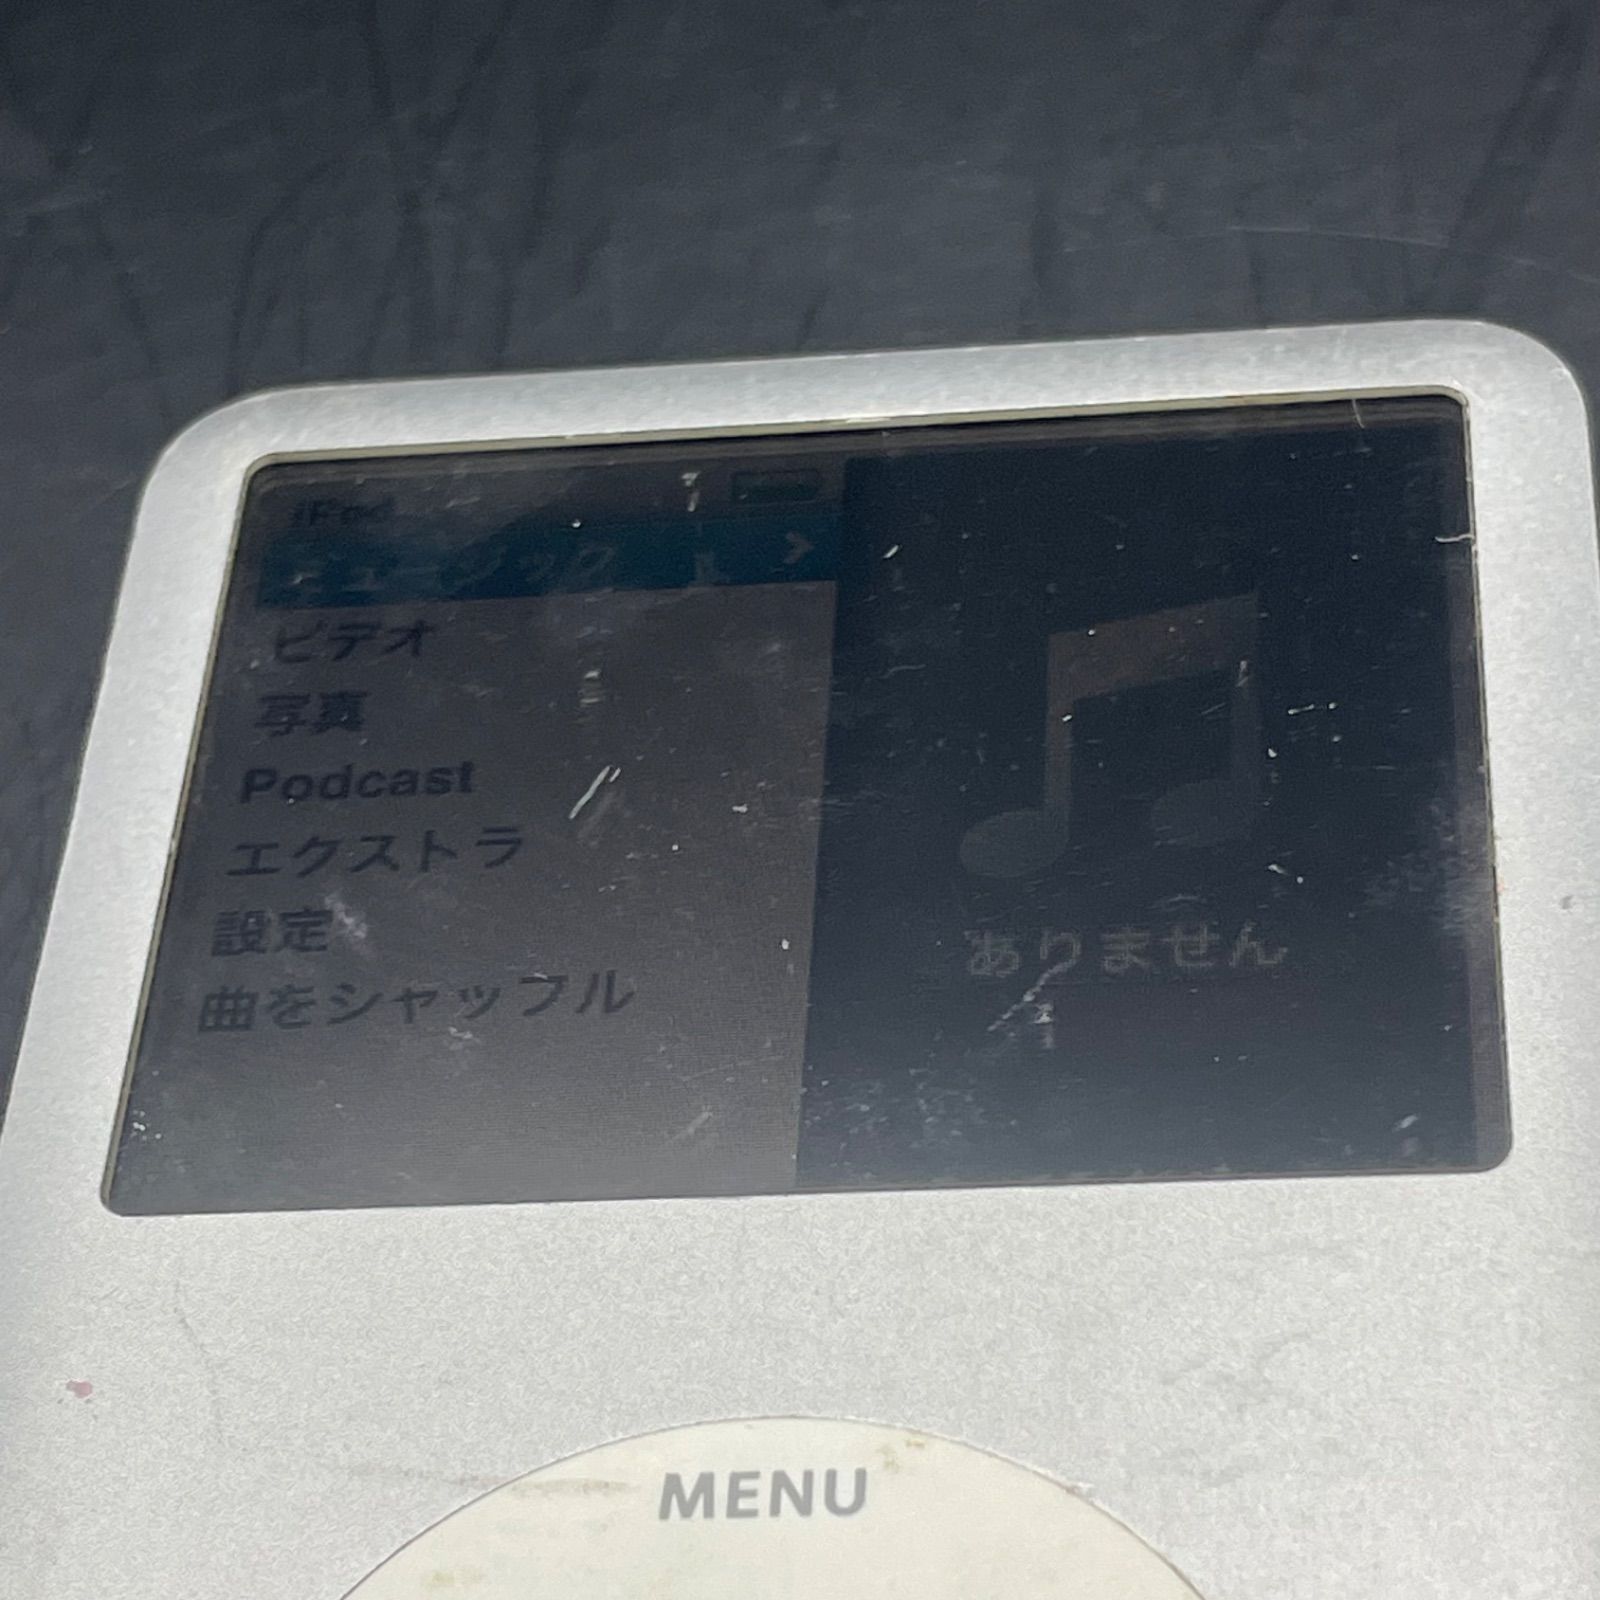 iPod
ミュージック
ビデオ
写真
Podcast
エクストラ
設定
曲をシャッフル
ありません
MENU